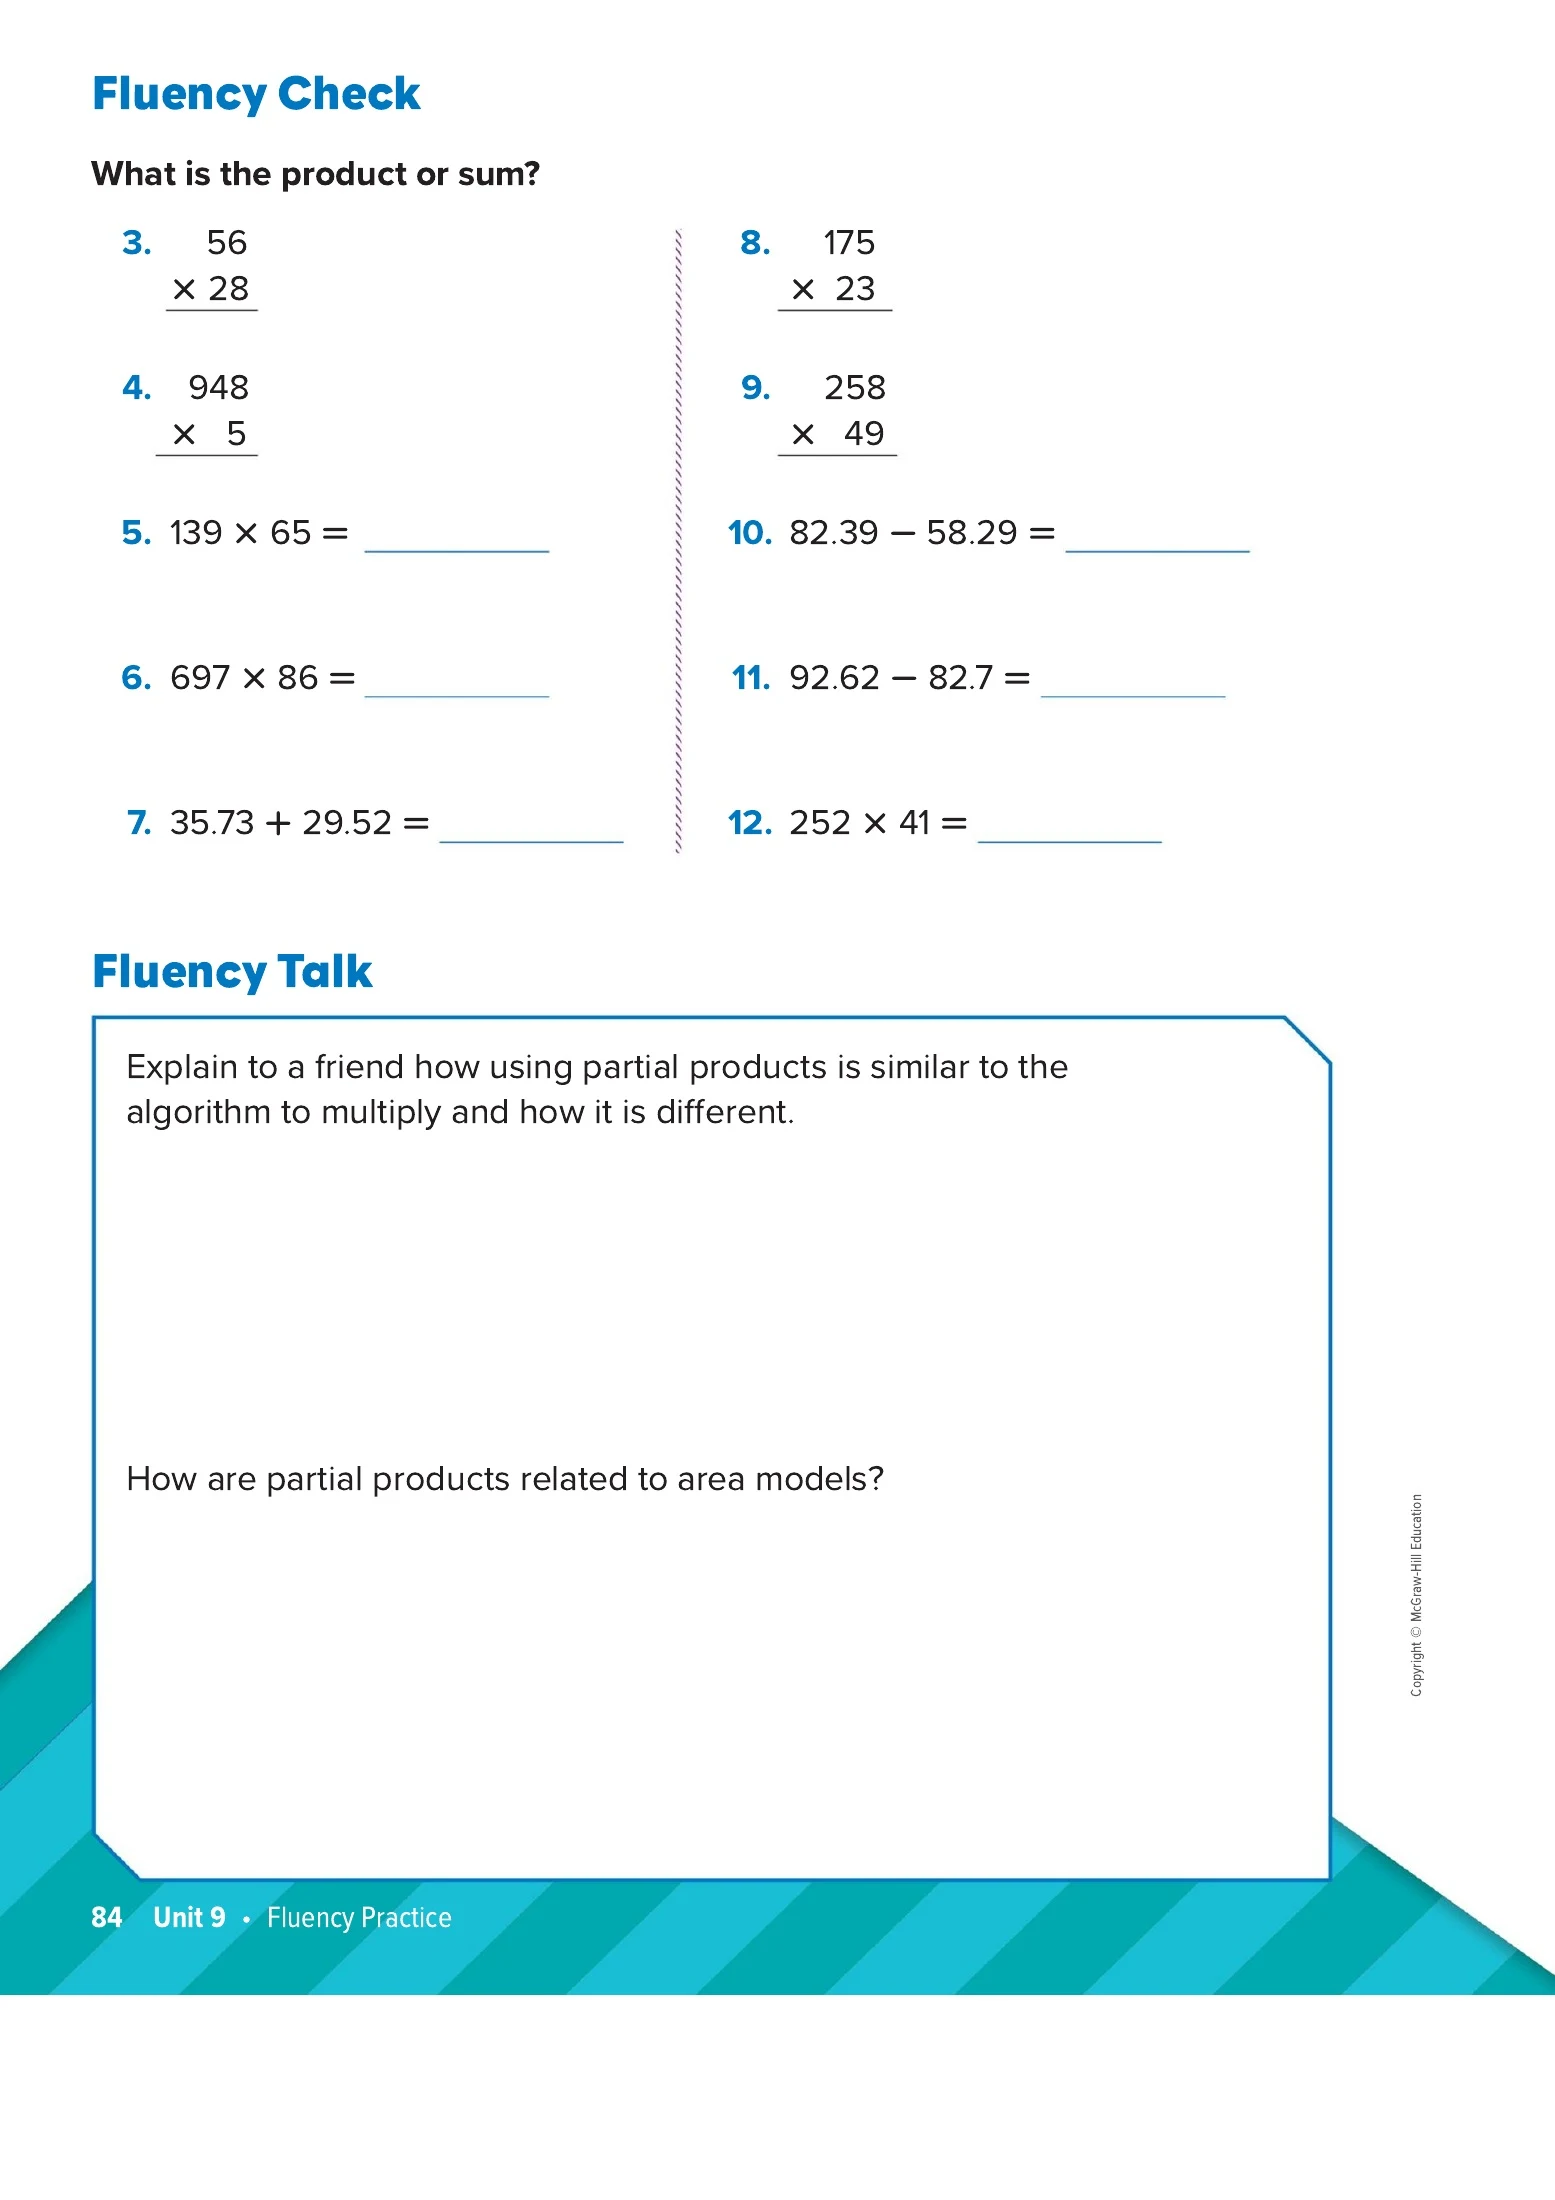 Fluency Check
What is the product or sum?
3. 56
× 28
4. 948
× 5
5. 139 × 65 =
6. 697 × 86 =
7. 35.73 + 29.52 =
8. 175
× 23
9. 258
× 49
10. 82.39 − 58.29 =
11. 92.62 − 82.7 =
12. 252 × 41 =
Fluency Talk
Explain to a friend how using partial products is similar to the
algorithm to multiply and how it is different.
How are partial products related to area models?
Copyright © McGraw-Hill Education
84 Unit 9 • Fluency Practice